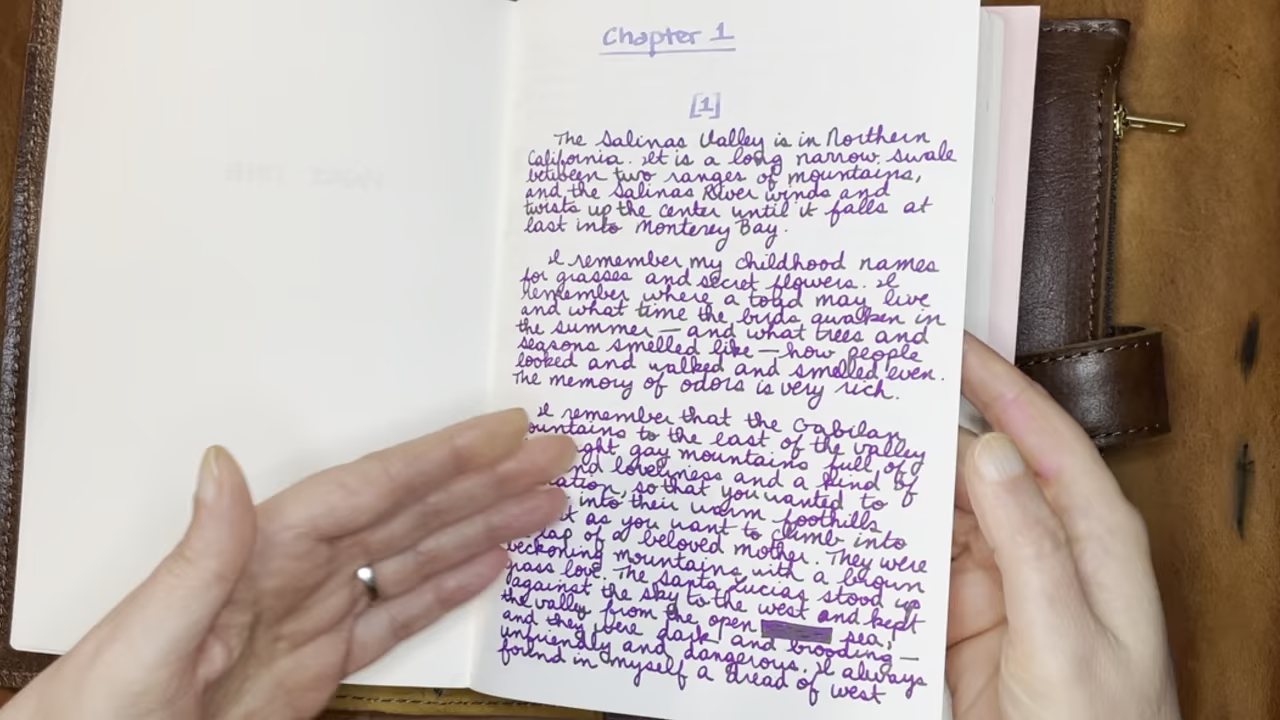 Chapter 1
[1]
The Salinas Valley is in Northern
California. It is a long narrow swale
between two ranges of mountains,
and the Salinas River winds and
twists up the center until it falls at
last into Monterey Bay.
I remember my childhood names
for grasses and secret flowers. I
remember where a toad may live
and what time the birds awaken in
the summer — and what trees and
seasons smelled like — how people
looked and walked and smelled even.
The memory of odors is very rich.
I remember that the Gabilan
ountains to the east of the valley
ght gay mountains full of
nd loveliness and a kind of
ation, so that you wanted to
into their warm foothills
t as you want to climb into
lap of a beloved mother. They were
beckoning mountains with a brown
grass love. The Santa Lucias stood up
against the sky to the west and kept
the valley from the open sea,
and they were dark and brooding —
unfriendly and dangerous. I always
found in myself a dread of west